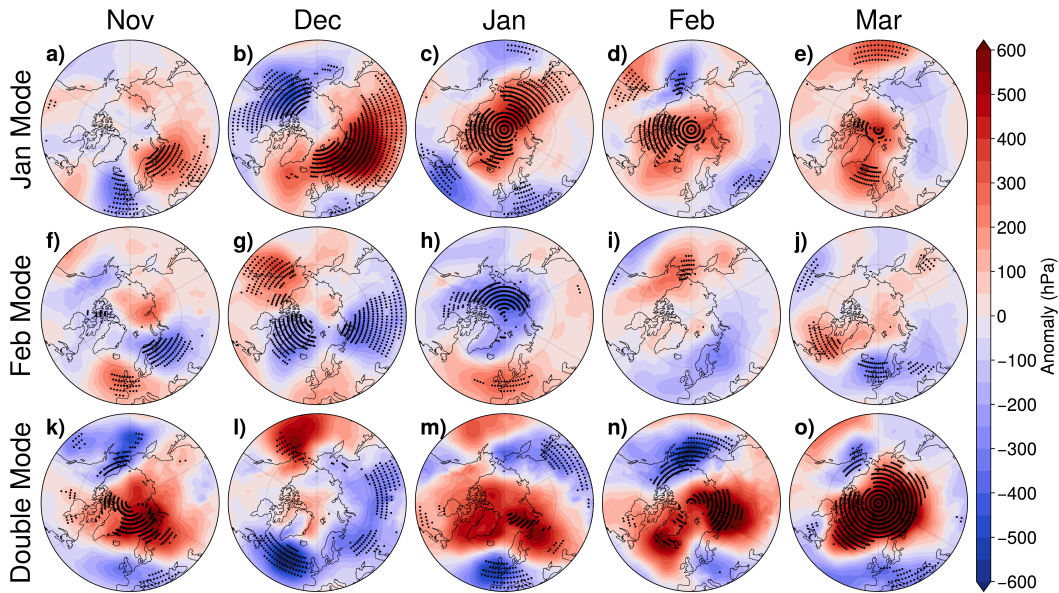 Nov Dec Jan Feb Mar
Jan Mode
a) b) c) d) e)
Feb Mode
f) g) h) i) j)
Double Mode
k) l) m) n) o)
600
500
400
300
200
100
0
−100
−200
−300
−400
−500
−600
Anomaly (hPa)